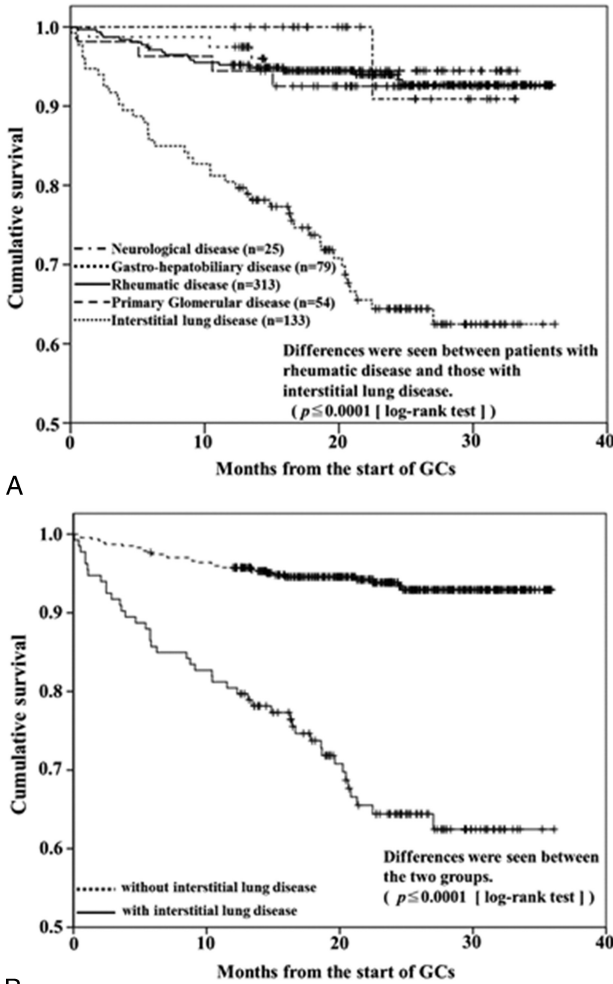 1.0
0.9
0.8
0.7
0.6
0.5
Cumulative survival
Neurological disease (n=25)
Gastro-hepatobiliary disease (n=79)
Rheumatic disease (n=313)
Primary Glomerular disease (n=54)
Interstitial lung disease (n=133)
Differences were seen between patients with
rheumatic disease and those with
interstitial lung disease.
( p≦0.0001 [ log-rank test ] )
0 10 20 30 40
Months from the start of GCs
A
1.0
0.9
0.8
0.7
0.6
0.5
Cumulative survival
without interstitial lung disease
with interstitial lung disease
Differences were seen between
the two groups.
( p≦0.0001 [ log-rank test ] )
0 10 20 30 40
Months from the start of GCs